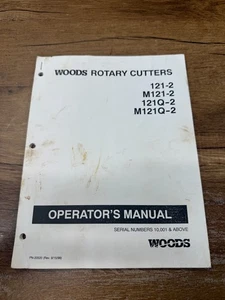 WOODS ROTARY CUTTERS
121-2
M121-2
121Q-2
M121Q-2
OPERATOR'S MANUAL
SERIAL NUMBERS 10,001 & ABOVE
WOODS